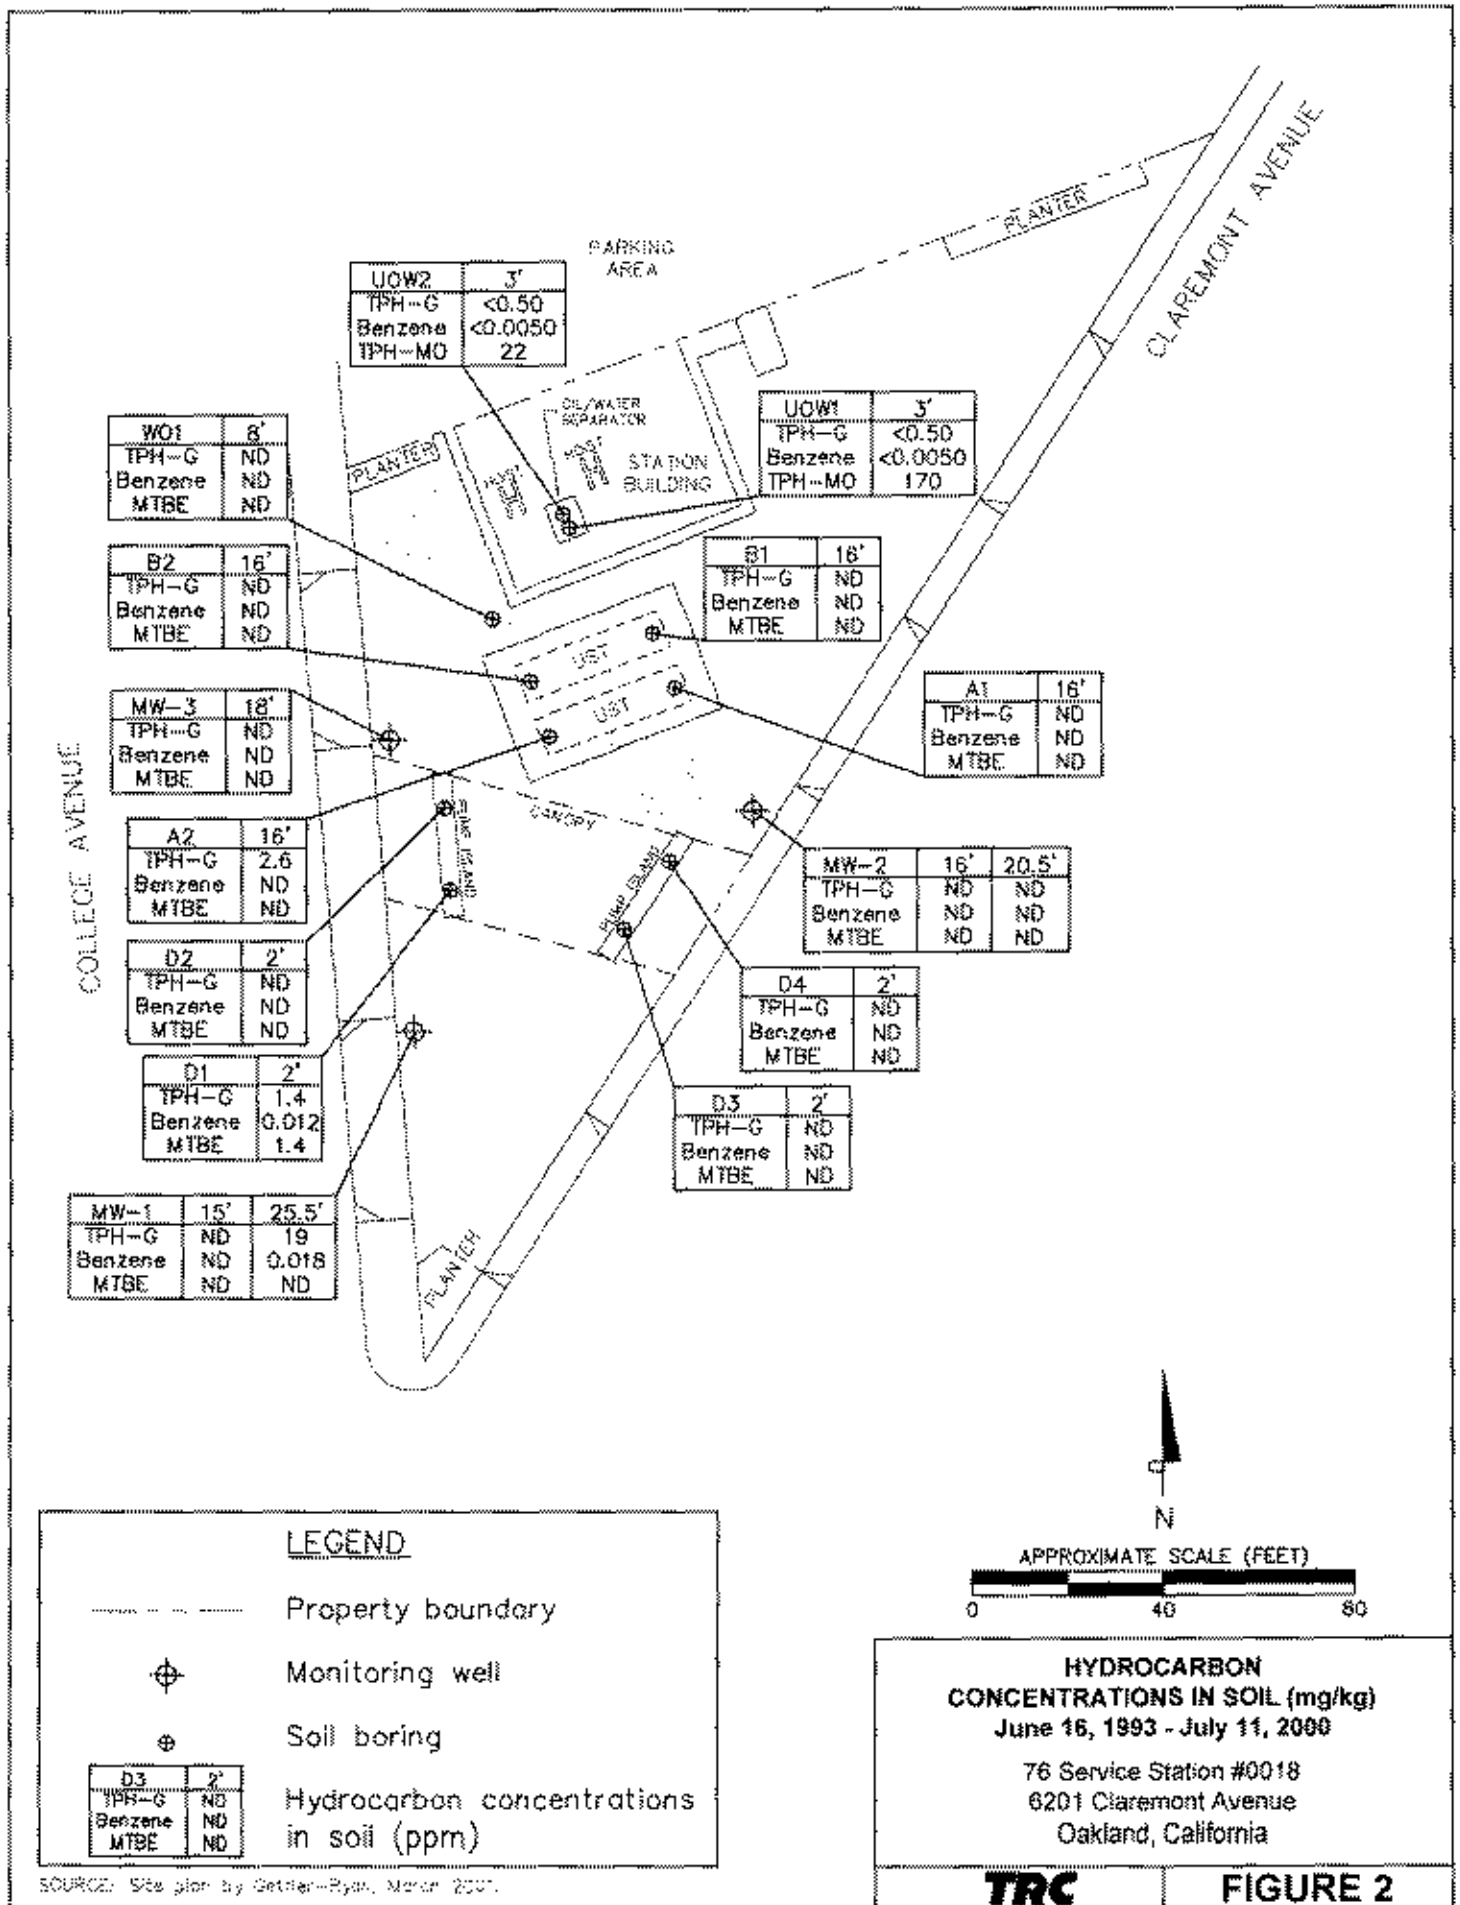 CLAREMONT AVENUE
PLANTER
PARKING
AREA
UOW2 3'
TPH-G <0.50
Benzene <0.0050
TPH-MO 22
OIL/WATER
SEPARATOR
HOIST
HOIST
STATION
BUILDING
PLANTER
UOW1 3'
TPH-G <0.50
Benzene <0.0050
TPH-MO 170
WO1 8'
TPH-G ND
Benzene ND
MTBE ND
B2 16'
TPH-G ND
Benzene ND
MTBE ND
B1 16'
TPH-G ND
Benzene ND
MTBE ND
UST
UST
MW-3 18'
TPH-G ND
Benzene ND
MTBE ND
A1 16'
TPH-G ND
Benzene ND
MTBE ND
COLLEGE AVENUE
CANOPY
PUMP ISLAND
PUMP ISLAND
A2 16'
TPH-G 2.6
Benzene ND
MTBE ND
MW-2 16' 20.5'
TPH-G ND ND
Benzene ND ND
MTBE ND ND
D2 2'
TPH-G ND
Benzene ND
MTBE ND
D4 2'
TPH-G ND
Benzene ND
MTBE ND
D1 2'
TPH-G 1.4
Benzene 0.012
MTBE 1.4
D3 2'
TPH-G ND
Benzene ND
MTBE ND
MW-1 15' 25.5'
TPH-G ND 19
Benzene ND 0.018
MTBE ND ND
PLANTER
N
APPROXIMATE SCALE (FEET)
0 40 80
LEGEND
Property boundary
Monitoring well
Soil boring
D3 2'
TPH-G ND
Benzene ND
MTBE ND
Hydrocarbon concentrations
in soil (ppm)
SOURCE: Site plan by Gettler-Ryan, March 2001.
HYDROCARBON
CONCENTRATIONS IN SOIL (mg/kg)
June 16, 1993 - July 11, 2000
76 Service Station #0018
6201 Claremont Avenue
Oakland, California
TRC
FIGURE 2